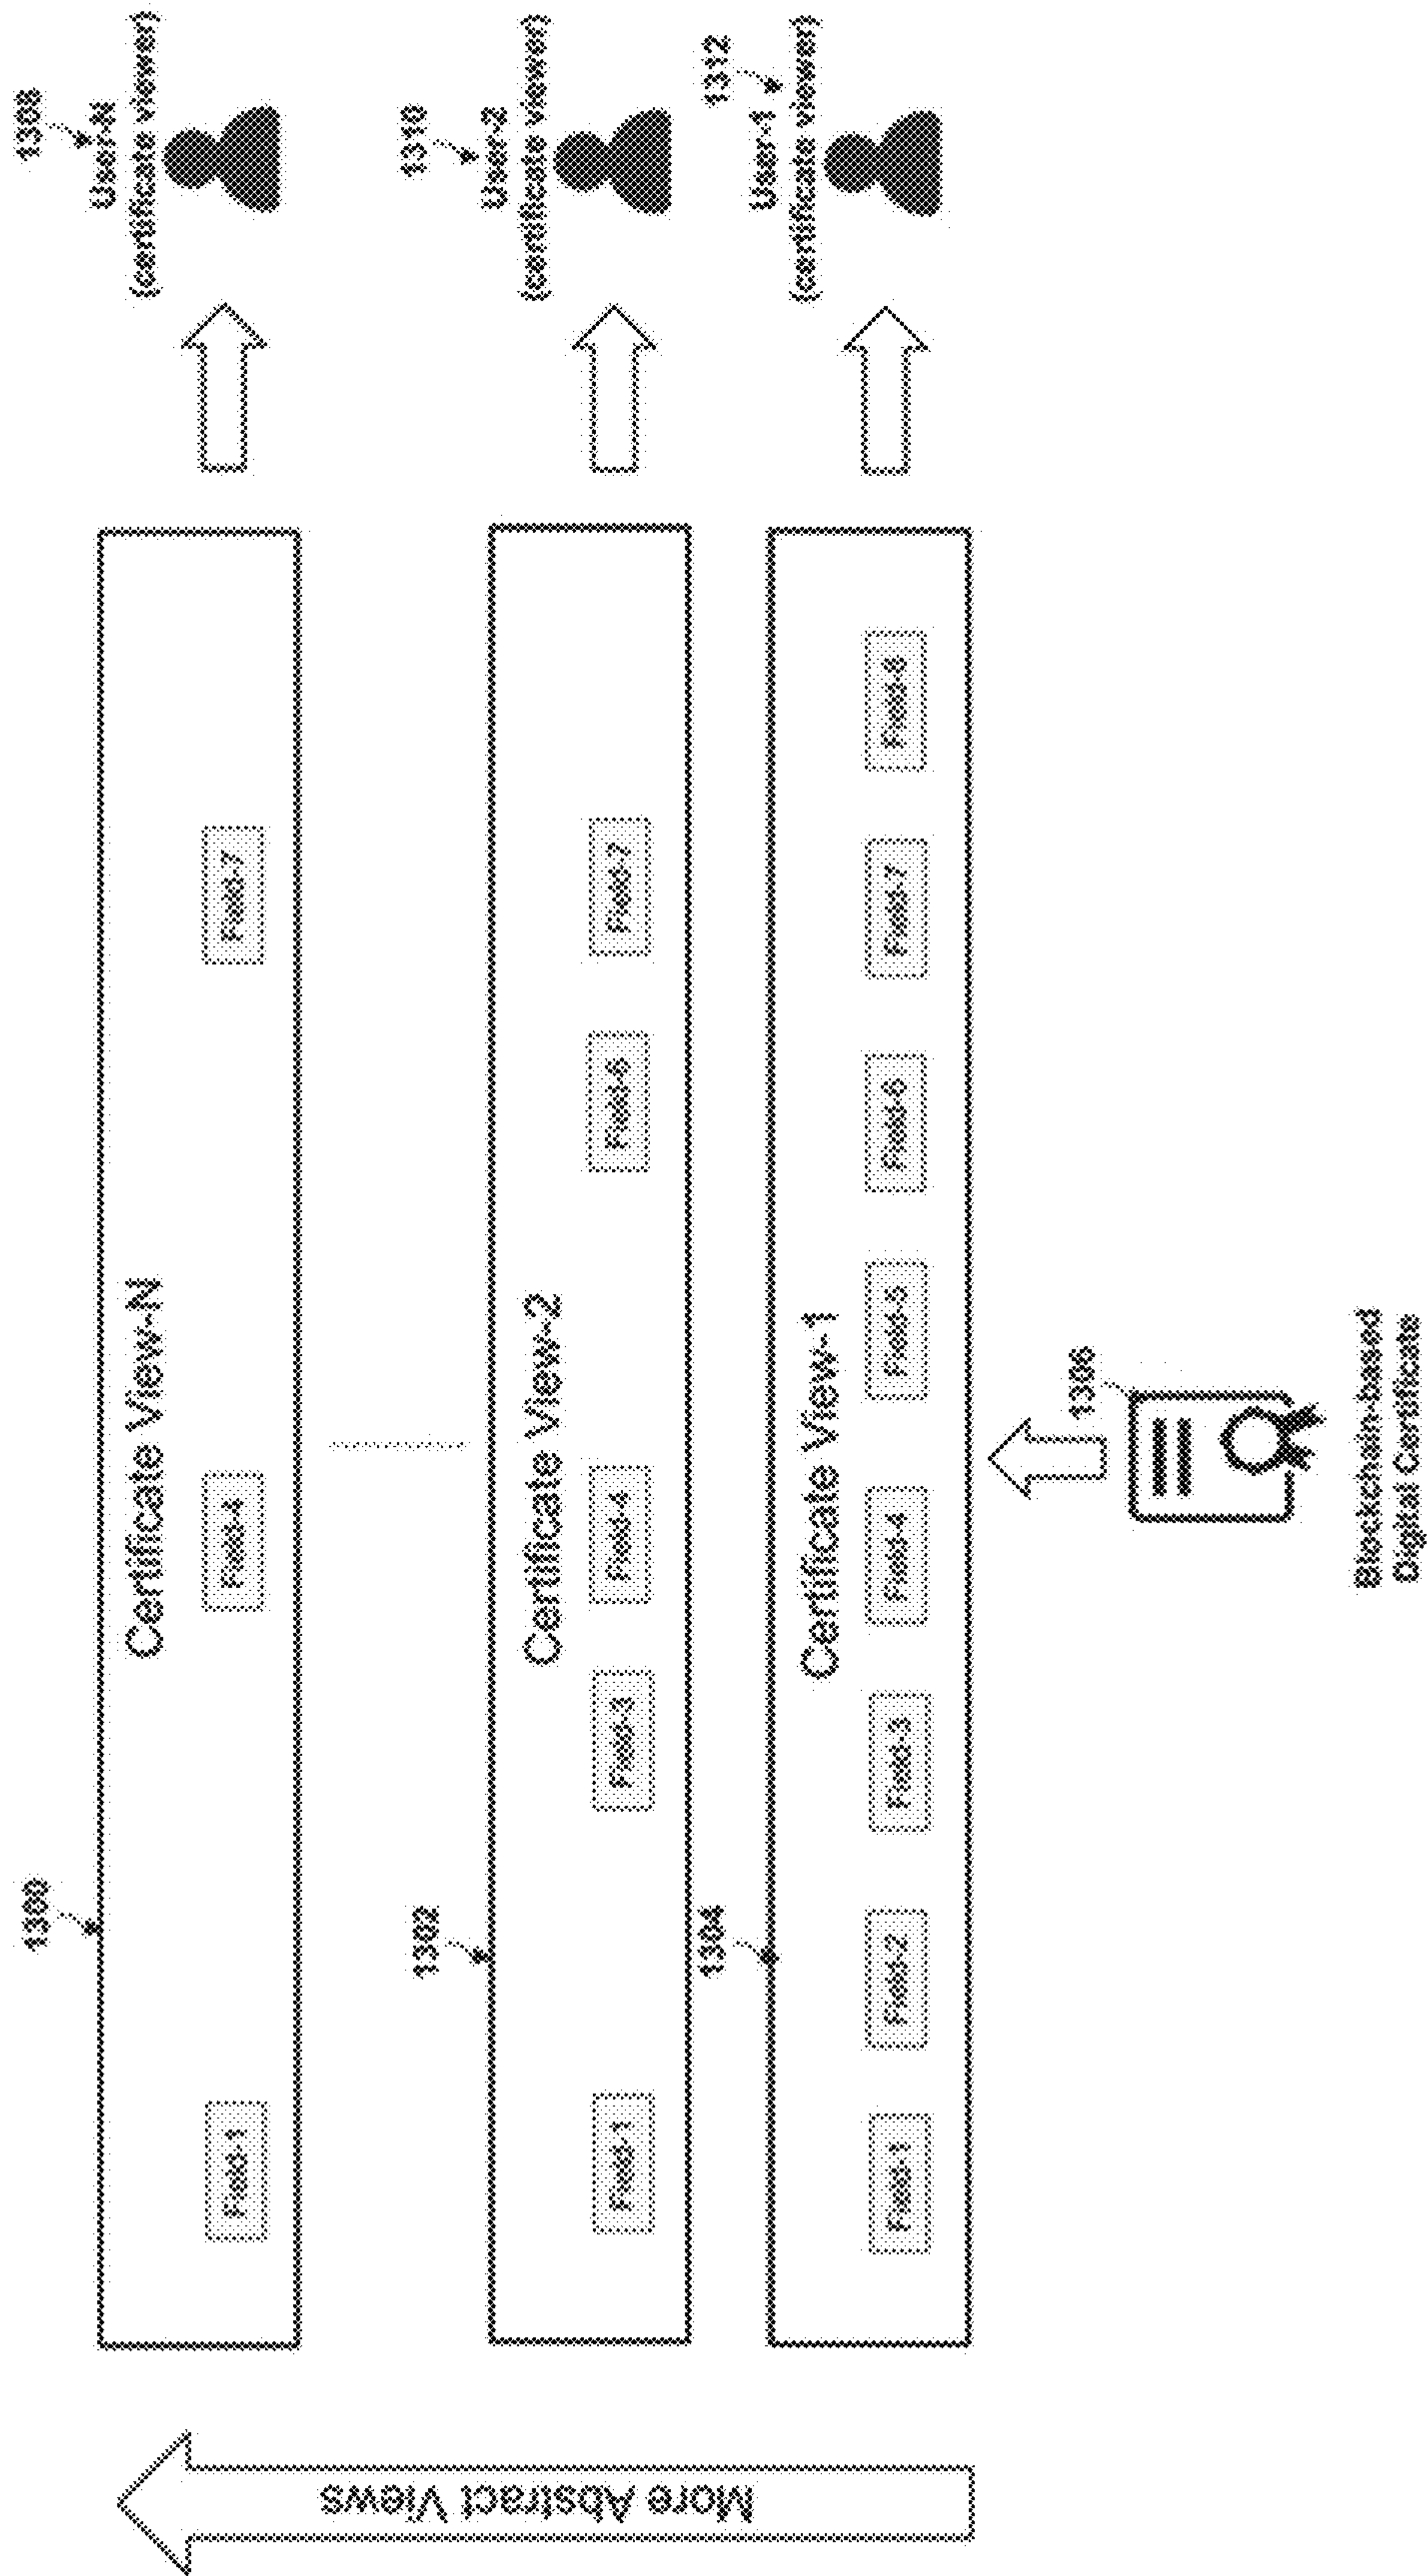 More Abstract Views
1300
Certificate View-N
Field-1
Field-4
Field-7
1308
User-N
(certificate viewer)
1302
Certificate View-2
Field-1
Field-3
Field-4
Field-6
Field-7
1310
User-2
(certificate viewer)
1304
Certificate View-1
Field-1
Field-2
Field-3
Field-4
Field-5
Field-6
Field-7
Field-8
1312
User-1
(certificate viewer)
1306
Blockchain-based
Digital Certificate